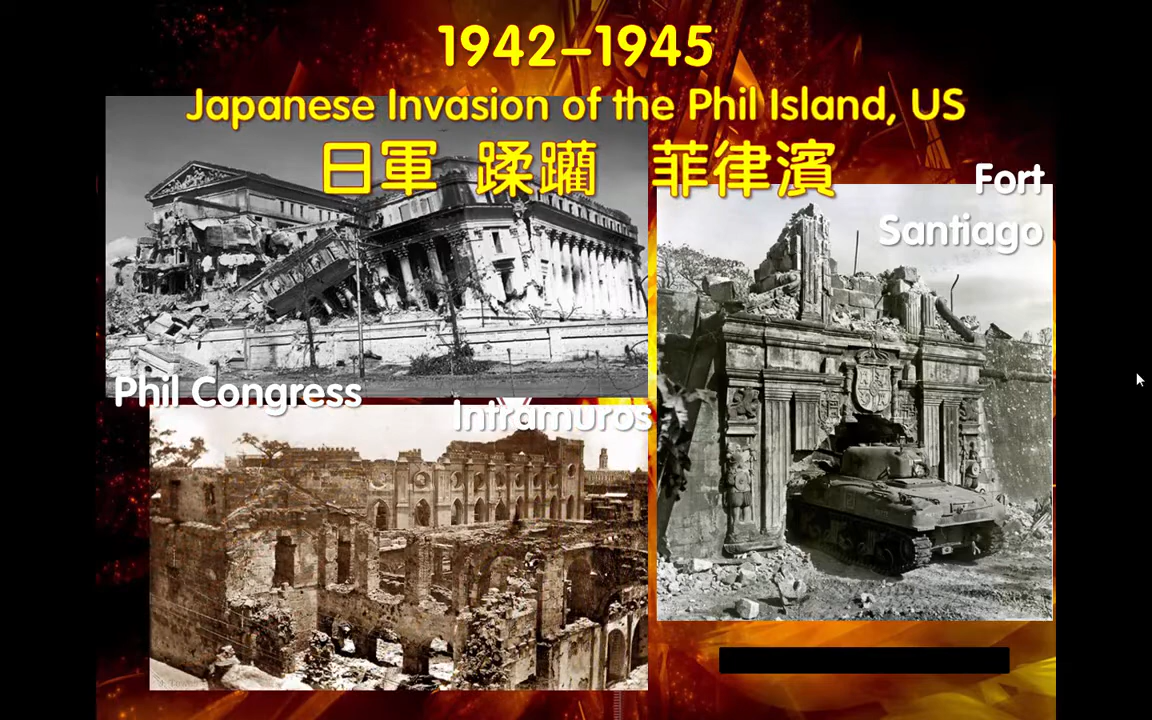 1942–1945
Japanese Invasion of the Phil Island, US
日軍 蹂躪 菲律濱
Fort
Santiago
Phil Congress
Intramuros